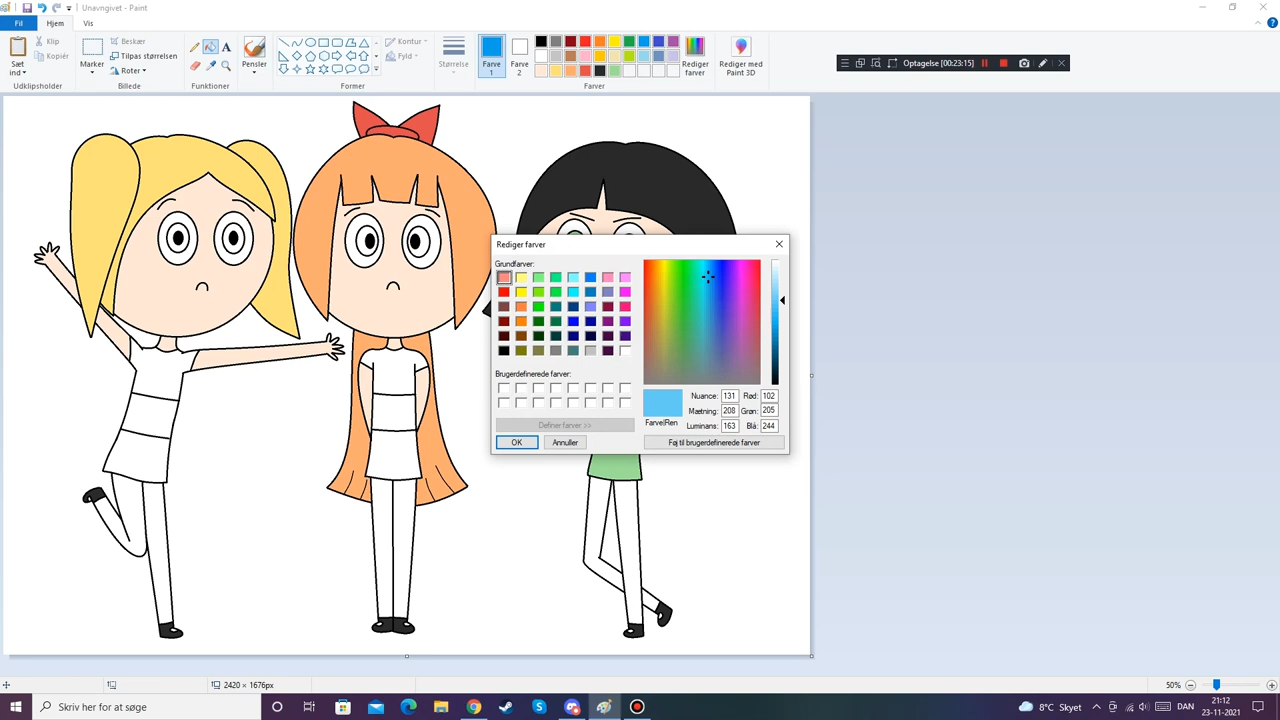 Unavngivet - Paint
Fil
Hjem
Vis
Sæt ind
Klip
Kopiér
Udklipsholder
Marker
Beskær
Tilpas størrelsen
Roter
Billede
Funktioner
Pensler
Kontur
Fyld
Former
Størrelse
Farve 1
Farve 2
Rediger farver
Rediger med Paint 3D
Farver
Optagelse [00:23:15]
Rediger farver
Grundfarver:
Brugerdefinerede farver:
Definer farver >>
OK
Annuller
Farve|Ren
Nuance: 131
Rød: 102
Mætning: 208
Grøn: 205
Luminans: 163
Blå: 244
Føj til brugerdefinerede farver
2420 × 1676px
50%
Skriv her for at søge
8°C Skyet
DAN
21:12
23-11-2021